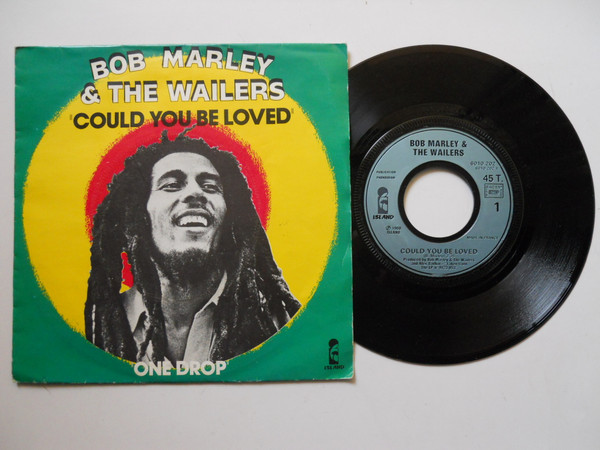 BOB MARLEY
& THE WAILERS
'COULD YOU BE LOVED'
ONE DROP
ISLAND
BOB MARLEY &
THE WAILERS
45 T.
1
ISLAND
COULD YOU BE LOVED